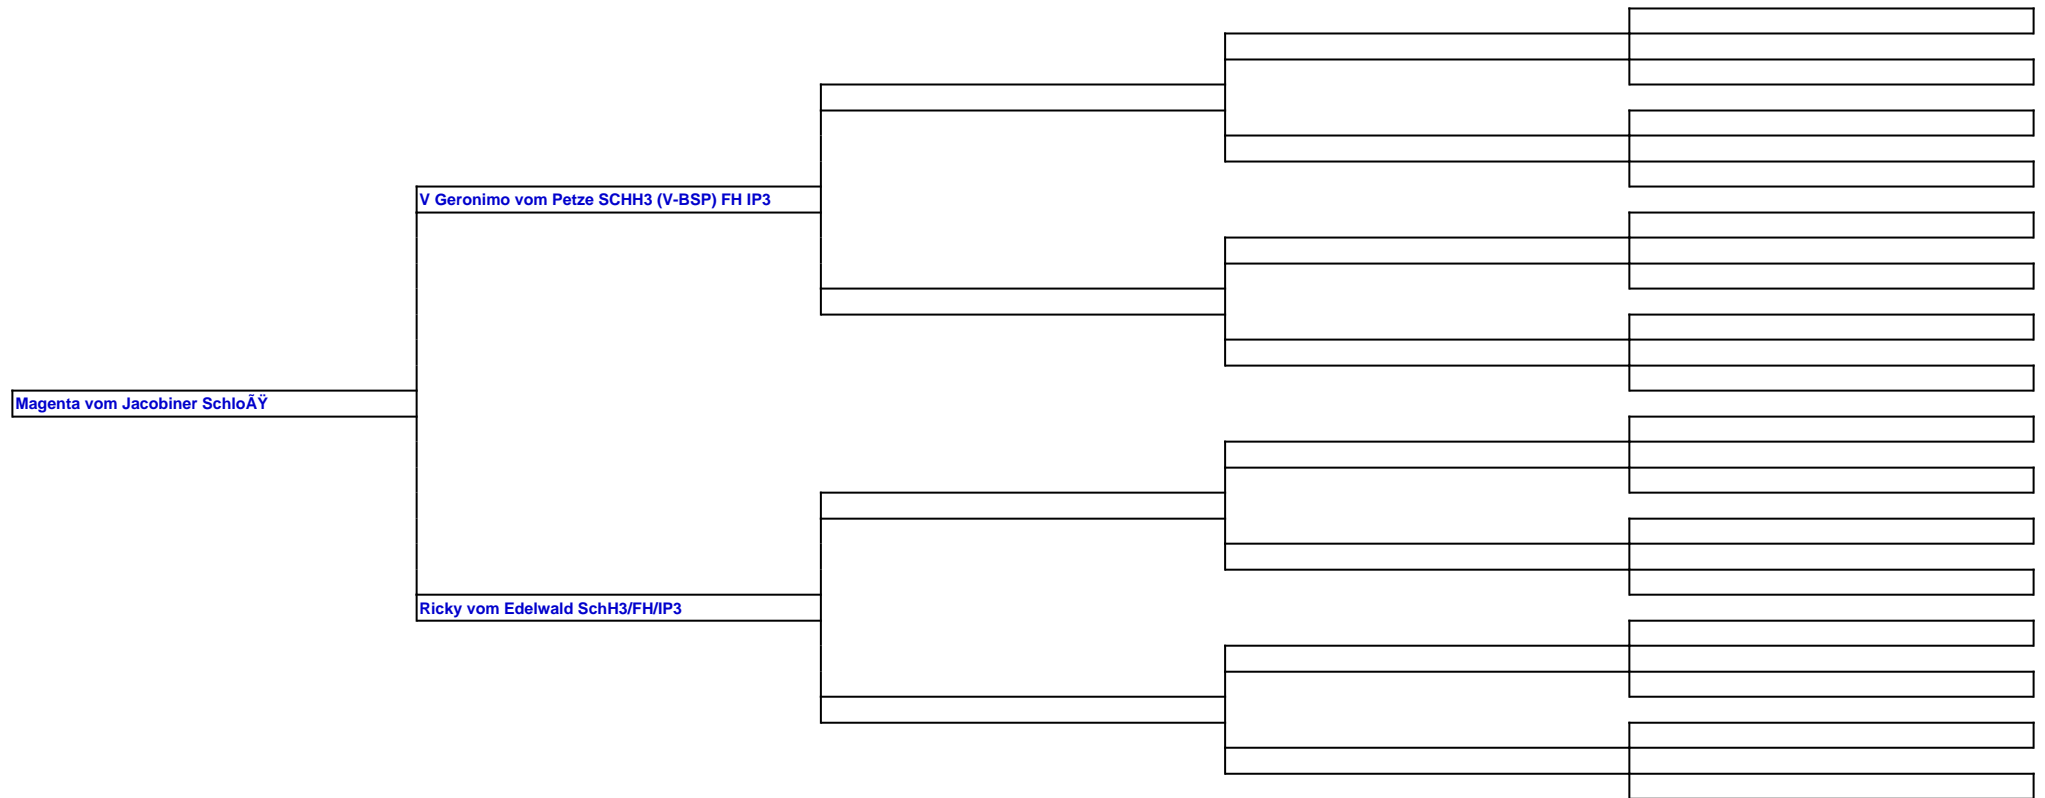 V Geronimo vom Petze SCHH3 (V-BSP) FH IP3
Magenta vom Jacobiner SchloÃŸ
Ricky vom Edelwald SchH3/FH/IP3